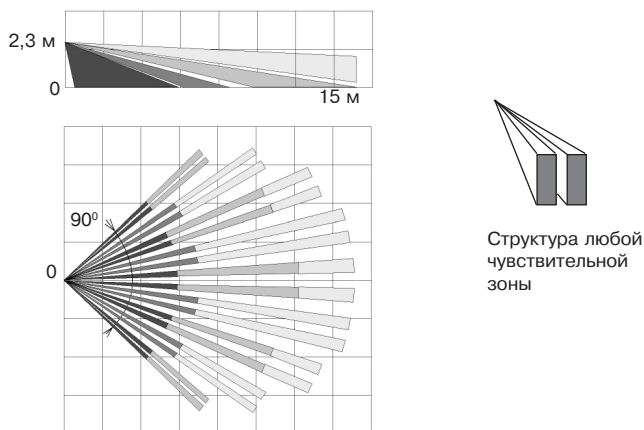 2,3 м
0
15 м
90⁰
0
Структура любой
чувствительной
зоны